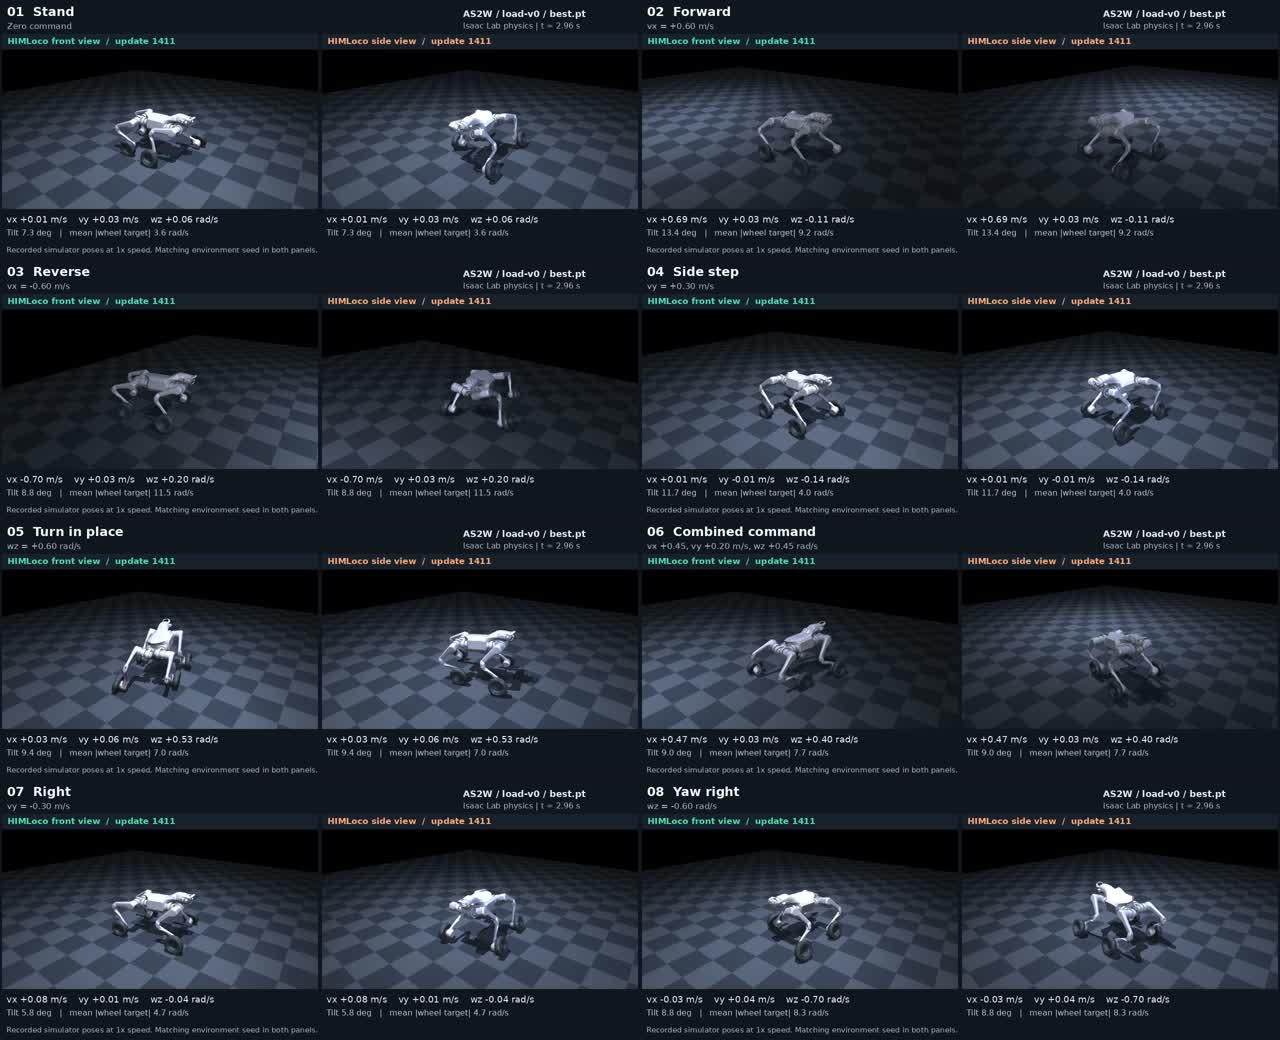 01 Stand
Zero command
AS2W / load-v0 / best.pt
Isaac Lab physics | t = 2.96 s
HIMLoco front view / update 1411
HIMLoco side view / update 1411
vx +0.01 m/s vy +0.03 m/s wz +0.06 rad/s
Tilt 7.3 deg | mean |wheel target| 3.6 rad/s
vx +0.01 m/s vy +0.03 m/s wz +0.06 rad/s
Tilt 7.3 deg | mean |wheel target| 3.6 rad/s
Recorded simulator poses at 1x speed. Matching environment seed in both panels.
02 Forward
vx = +0.60 m/s
AS2W / load-v0 / best.pt
Isaac Lab physics | t = 2.96 s
HIMLoco front view / update 1411
HIMLoco side view / update 1411
vx +0.69 m/s vy +0.03 m/s wz -0.11 rad/s
Tilt 13.4 deg | mean |wheel target| 9.2 rad/s
vx +0.69 m/s vy +0.03 m/s wz -0.11 rad/s
Tilt 13.4 deg | mean |wheel target| 9.2 rad/s
Recorded simulator poses at 1x speed. Matching environment seed in both panels.
03 Reverse
vx = -0.60 m/s
AS2W / load-v0 / best.pt
Isaac Lab physics | t = 2.96 s
HIMLoco front view / update 1411
HIMLoco side view / update 1411
vx -0.70 m/s vy +0.03 m/s wz +0.20 rad/s
Tilt 8.8 deg | mean |wheel target| 11.5 rad/s
vx -0.70 m/s vy +0.03 m/s wz +0.20 rad/s
Tilt 8.8 deg | mean |wheel target| 11.5 rad/s
Recorded simulator poses at 1x speed. Matching environment seed in both panels.
04 Side step
vy = +0.30 m/s
AS2W / load-v0 / best.pt
Isaac Lab physics | t = 2.96 s
HIMLoco front view / update 1411
HIMLoco side view / update 1411
vx +0.01 m/s vy -0.01 m/s wz -0.14 rad/s
Tilt 11.7 deg | mean |wheel target| 4.0 rad/s
vx +0.01 m/s vy -0.01 m/s wz -0.14 rad/s
Tilt 11.7 deg | mean |wheel target| 4.0 rad/s
Recorded simulator poses at 1x speed. Matching environment seed in both panels.
05 Turn in place
wz = +0.60 rad/s
AS2W / load-v0 / best.pt
Isaac Lab physics | t = 2.96 s
HIMLoco front view / update 1411
HIMLoco side view / update 1411
vx +0.03 m/s vy +0.06 m/s wz +0.53 rad/s
Tilt 9.4 deg | mean |wheel target| 7.0 rad/s
vx +0.03 m/s vy +0.06 m/s wz +0.53 rad/s
Tilt 9.4 deg | mean |wheel target| 7.0 rad/s
Recorded simulator poses at 1x speed. Matching environment seed in both panels.
06 Combined command
vx +0.45, vy +0.20 m/s, wz +0.45 rad/s
AS2W / load-v0 / best.pt
Isaac Lab physics | t = 2.96 s
HIMLoco front view / update 1411
HIMLoco side view / update 1411
vx +0.47 m/s vy +0.03 m/s wz +0.40 rad/s
Tilt 9.0 deg | mean |wheel target| 7.7 rad/s
vx +0.47 m/s vy +0.03 m/s wz +0.40 rad/s
Tilt 9.0 deg | mean |wheel target| 7.7 rad/s
Recorded simulator poses at 1x speed. Matching environment seed in both panels.
07 Right
vy = -0.30 m/s
AS2W / load-v0 / best.pt
Isaac Lab physics | t = 2.96 s
HIMLoco front view / update 1411
HIMLoco side view / update 1411
vx +0.08 m/s vy +0.01 m/s wz -0.04 rad/s
Tilt 5.8 deg | mean |wheel target| 4.7 rad/s
vx +0.08 m/s vy +0.01 m/s wz -0.04 rad/s
Tilt 5.8 deg | mean |wheel target| 4.7 rad/s
Recorded simulator poses at 1x speed. Matching environment seed in both panels.
08 Yaw right
wz = -0.60 rad/s
AS2W / load-v0 / best.pt
Isaac Lab physics | t = 2.96 s
HIMLoco front view / update 1411
HIMLoco side view / update 1411
vx -0.03 m/s vy +0.04 m/s wz -0.70 rad/s
Tilt 8.8 deg | mean |wheel target| 8.3 rad/s
vx -0.03 m/s vy +0.04 m/s wz -0.70 rad/s
Tilt 8.8 deg | mean |wheel target| 8.3 rad/s
Recorded simulator poses at 1x speed. Matching environment seed in both panels.